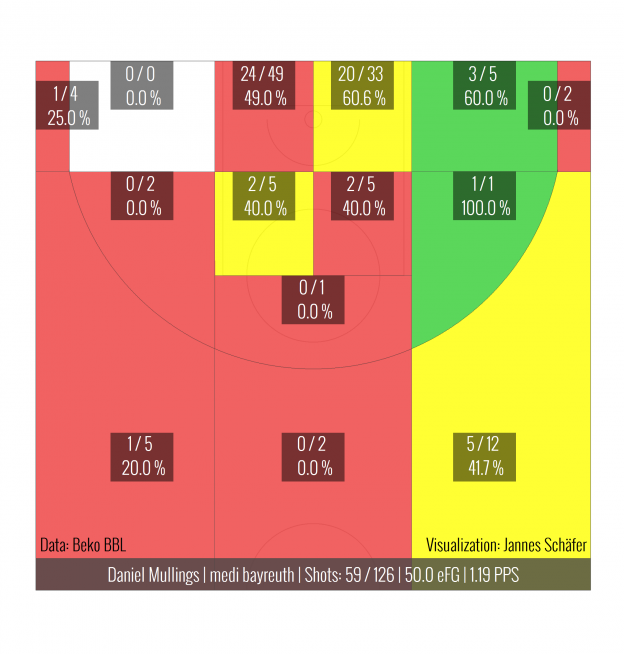 0 / 0
0.0 %
24 / 49
49.0 %
20 / 33
60.6 %
3 / 5
60.0 %
1 / 4
25.0 %
0 / 2
0.0 %
0 / 2
0.0 %
2 / 5
40.0 %
2 / 5
40.0 %
1 / 1
100.0 %
0 / 1
0.0 %
1 / 5
20.0 %
0 / 2
0.0 %
5 / 12
41.7 %
Data: Beko BBL
Visualization: Jannes Schäfer
Daniel Mullings | medi bayreuth | Shots: 59 / 126 | 50.0 eFG | 1.19 PPS